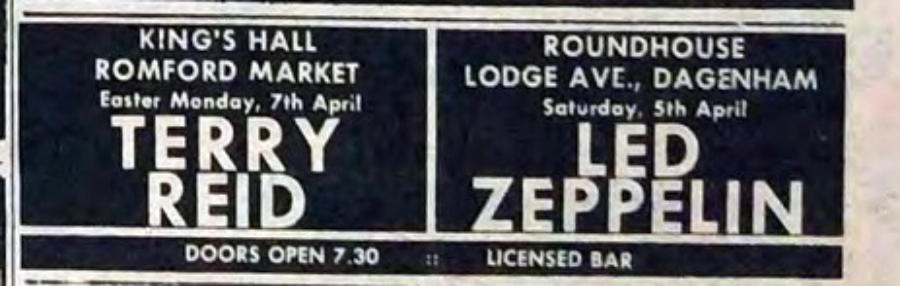 KING'S HALL
ROMFORD MARKET
Easter Monday, 7th April
TERRY
REID
ROUNDHOUSE
LODGE AVE., DAGENHAM
Saturday, 5th April
LED
ZEPPELIN
DOORS OPEN 7.30 :: LICENSED BAR